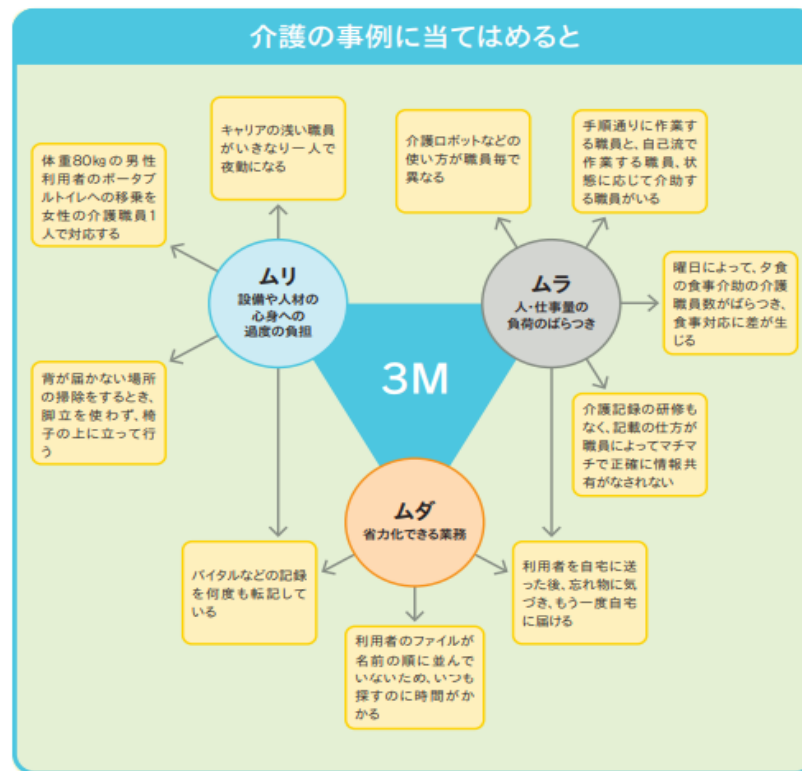 介護の事例に当てはめると
キャリアの浅い職員
がいきなり一人で
夜勤になる
体重80kgの男性
利用者のポータブ
ルトイレへの移乗を
女性の介護職員1
人で対応する
介護ロボットなどの
使い方が職員毎で
異なる
手順通りに作業す
る職員と、自己流で
作業する職員、状
態に応じて介助す
る職員がいる
ムリ
設備や人材の
心身への
過度の負担
ムラ
人・仕事量の
負荷のばらつき
曜日によって、夕食
の食事介助の介護
職員数がばらつき、
食事対応に差が生
じる
3M
背が届かない場所
の掃除をするとき、
脚立を使わず、椅
子の上に立って行
う
介護記録の研修も
なく、記載の仕方が
職員によってマチマ
チで正確に情報共
有がなされない
ムダ
省力化できる業務
バイタルなどの記録
を何度も転記して
いる
利用者を自宅に送
った後、忘れ物に気
づき、もう一度自宅
に届ける
利用者のファイルが
名前の順に並んで
いないため、いつも
探すのに時間がか
かる